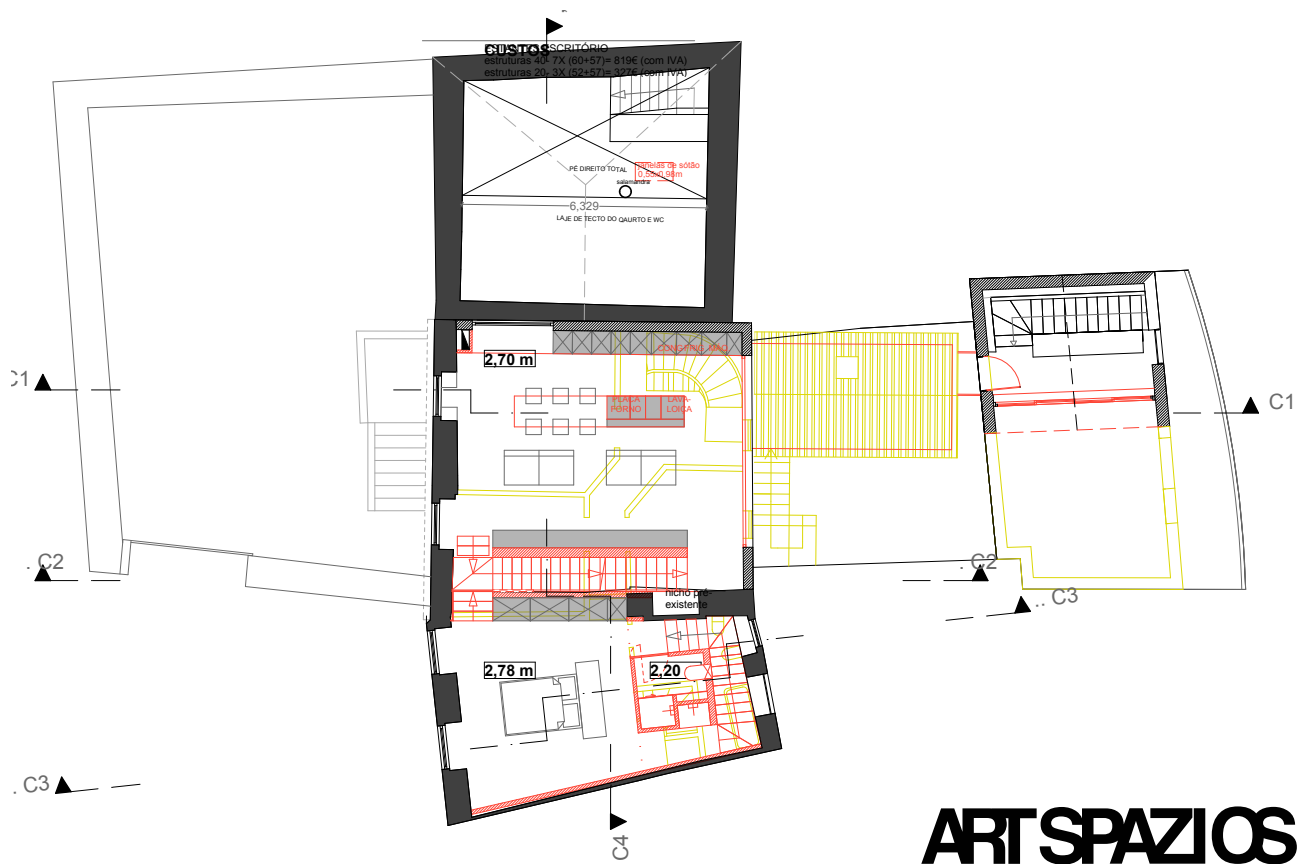 CUSTOS
ESCRITÓRIO
estruturas 40- 7X (60+57)= 819€ (com IVA)
estruturas 20- 3X (52+57)= 327€ (com IVA)
PÉ DIREITO TOTAL
janelas de sótão
0,55x0,98m
salamandra
6,329
LAJE DE TECTO DO QAURTO E WC
2,70 m
C1
C1
PLACA
FORNO
LAVA-
LOIÇA
. C2
. C2
.. C3
nicho pré-
existente
2,78 m
2,20
. C3
C4
ARTSPAZIOS